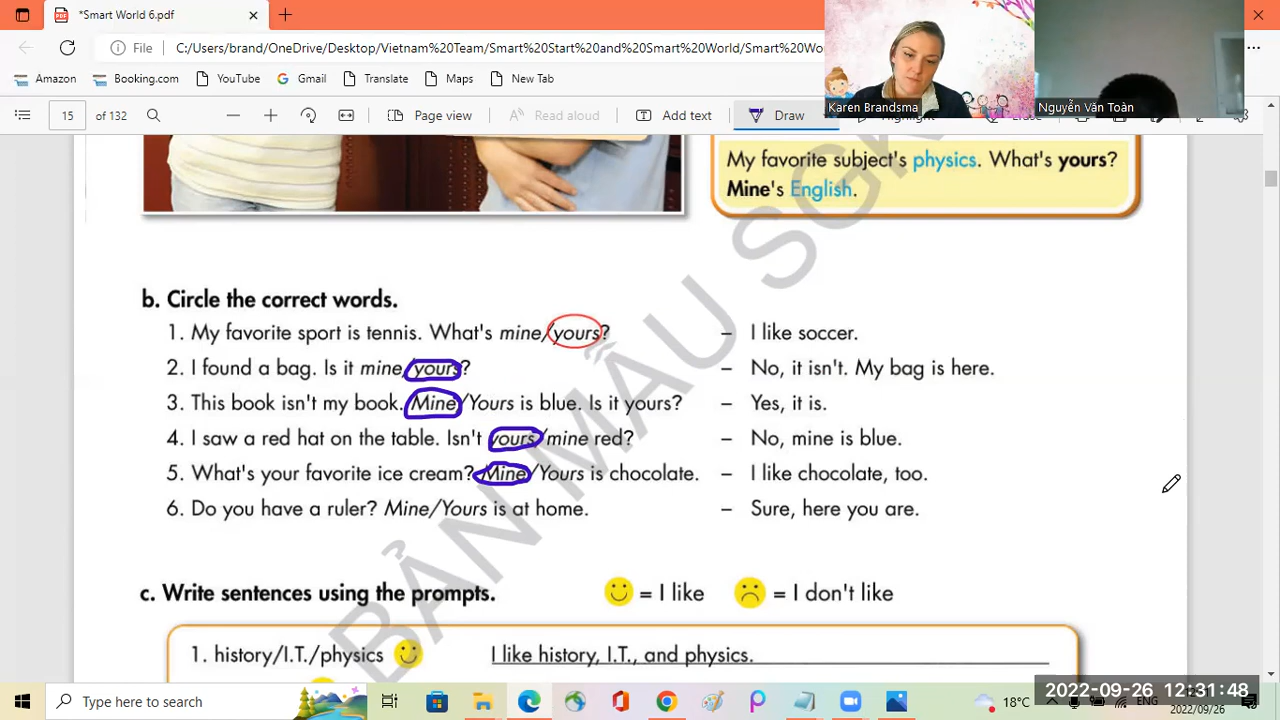 *Smart World 6.pdf
File
C:/Users/brand/OneDrive/Desktop/Vietnam%20Team/Smart%20Start%20and%20Smart%20World/Smart%20Wo
Amazon
Booking.com
YouTube
Gmail
Translate
Maps
New Tab
15 of 132
Page view
Read aloud
Add text
Draw
Karen Brandsma
Nguyễn Văn Toàn
My favorite subject's physics. What's yours?
Mine's English.
b. Circle the correct words.
1. My favorite sport is tennis. What's mine/yours? – I like soccer.
2. I found a bag. Is it mine/yours? – No, it isn't. My bag is here.
3. This book isn't my book. Mine/Yours is blue. Is it yours? – Yes, it is.
4. I saw a red hat on the table. Isn't yours/mine red? – No, mine is blue.
5. What's your favorite ice cream? Mine/Yours is chocolate. – I like chocolate, too.
6. Do you have a ruler? Mine/Yours is at home. – Sure, here you are.
c. Write sentences using the prompts. = I like = I don't like
1. history/I.T./physics I like history, I.T., and physics.
BẢN MẪU SGK
Type here to search
18°C
ENG
2022/09/26
2022-09-26 12:31:48